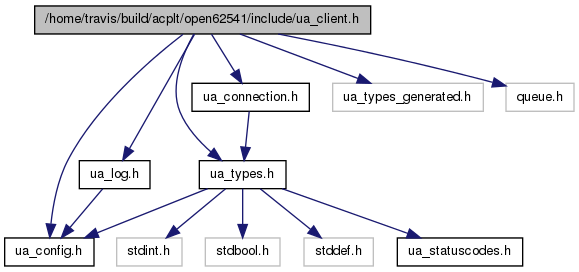 /home/travis/build/acplt/open62541/include/ua_client.h
ua_connection.h
ua_types_generated.h
queue.h
ua_log.h
ua_types.h
ua_config.h
stdint.h
stdbool.h
stddef.h
ua_statuscodes.h